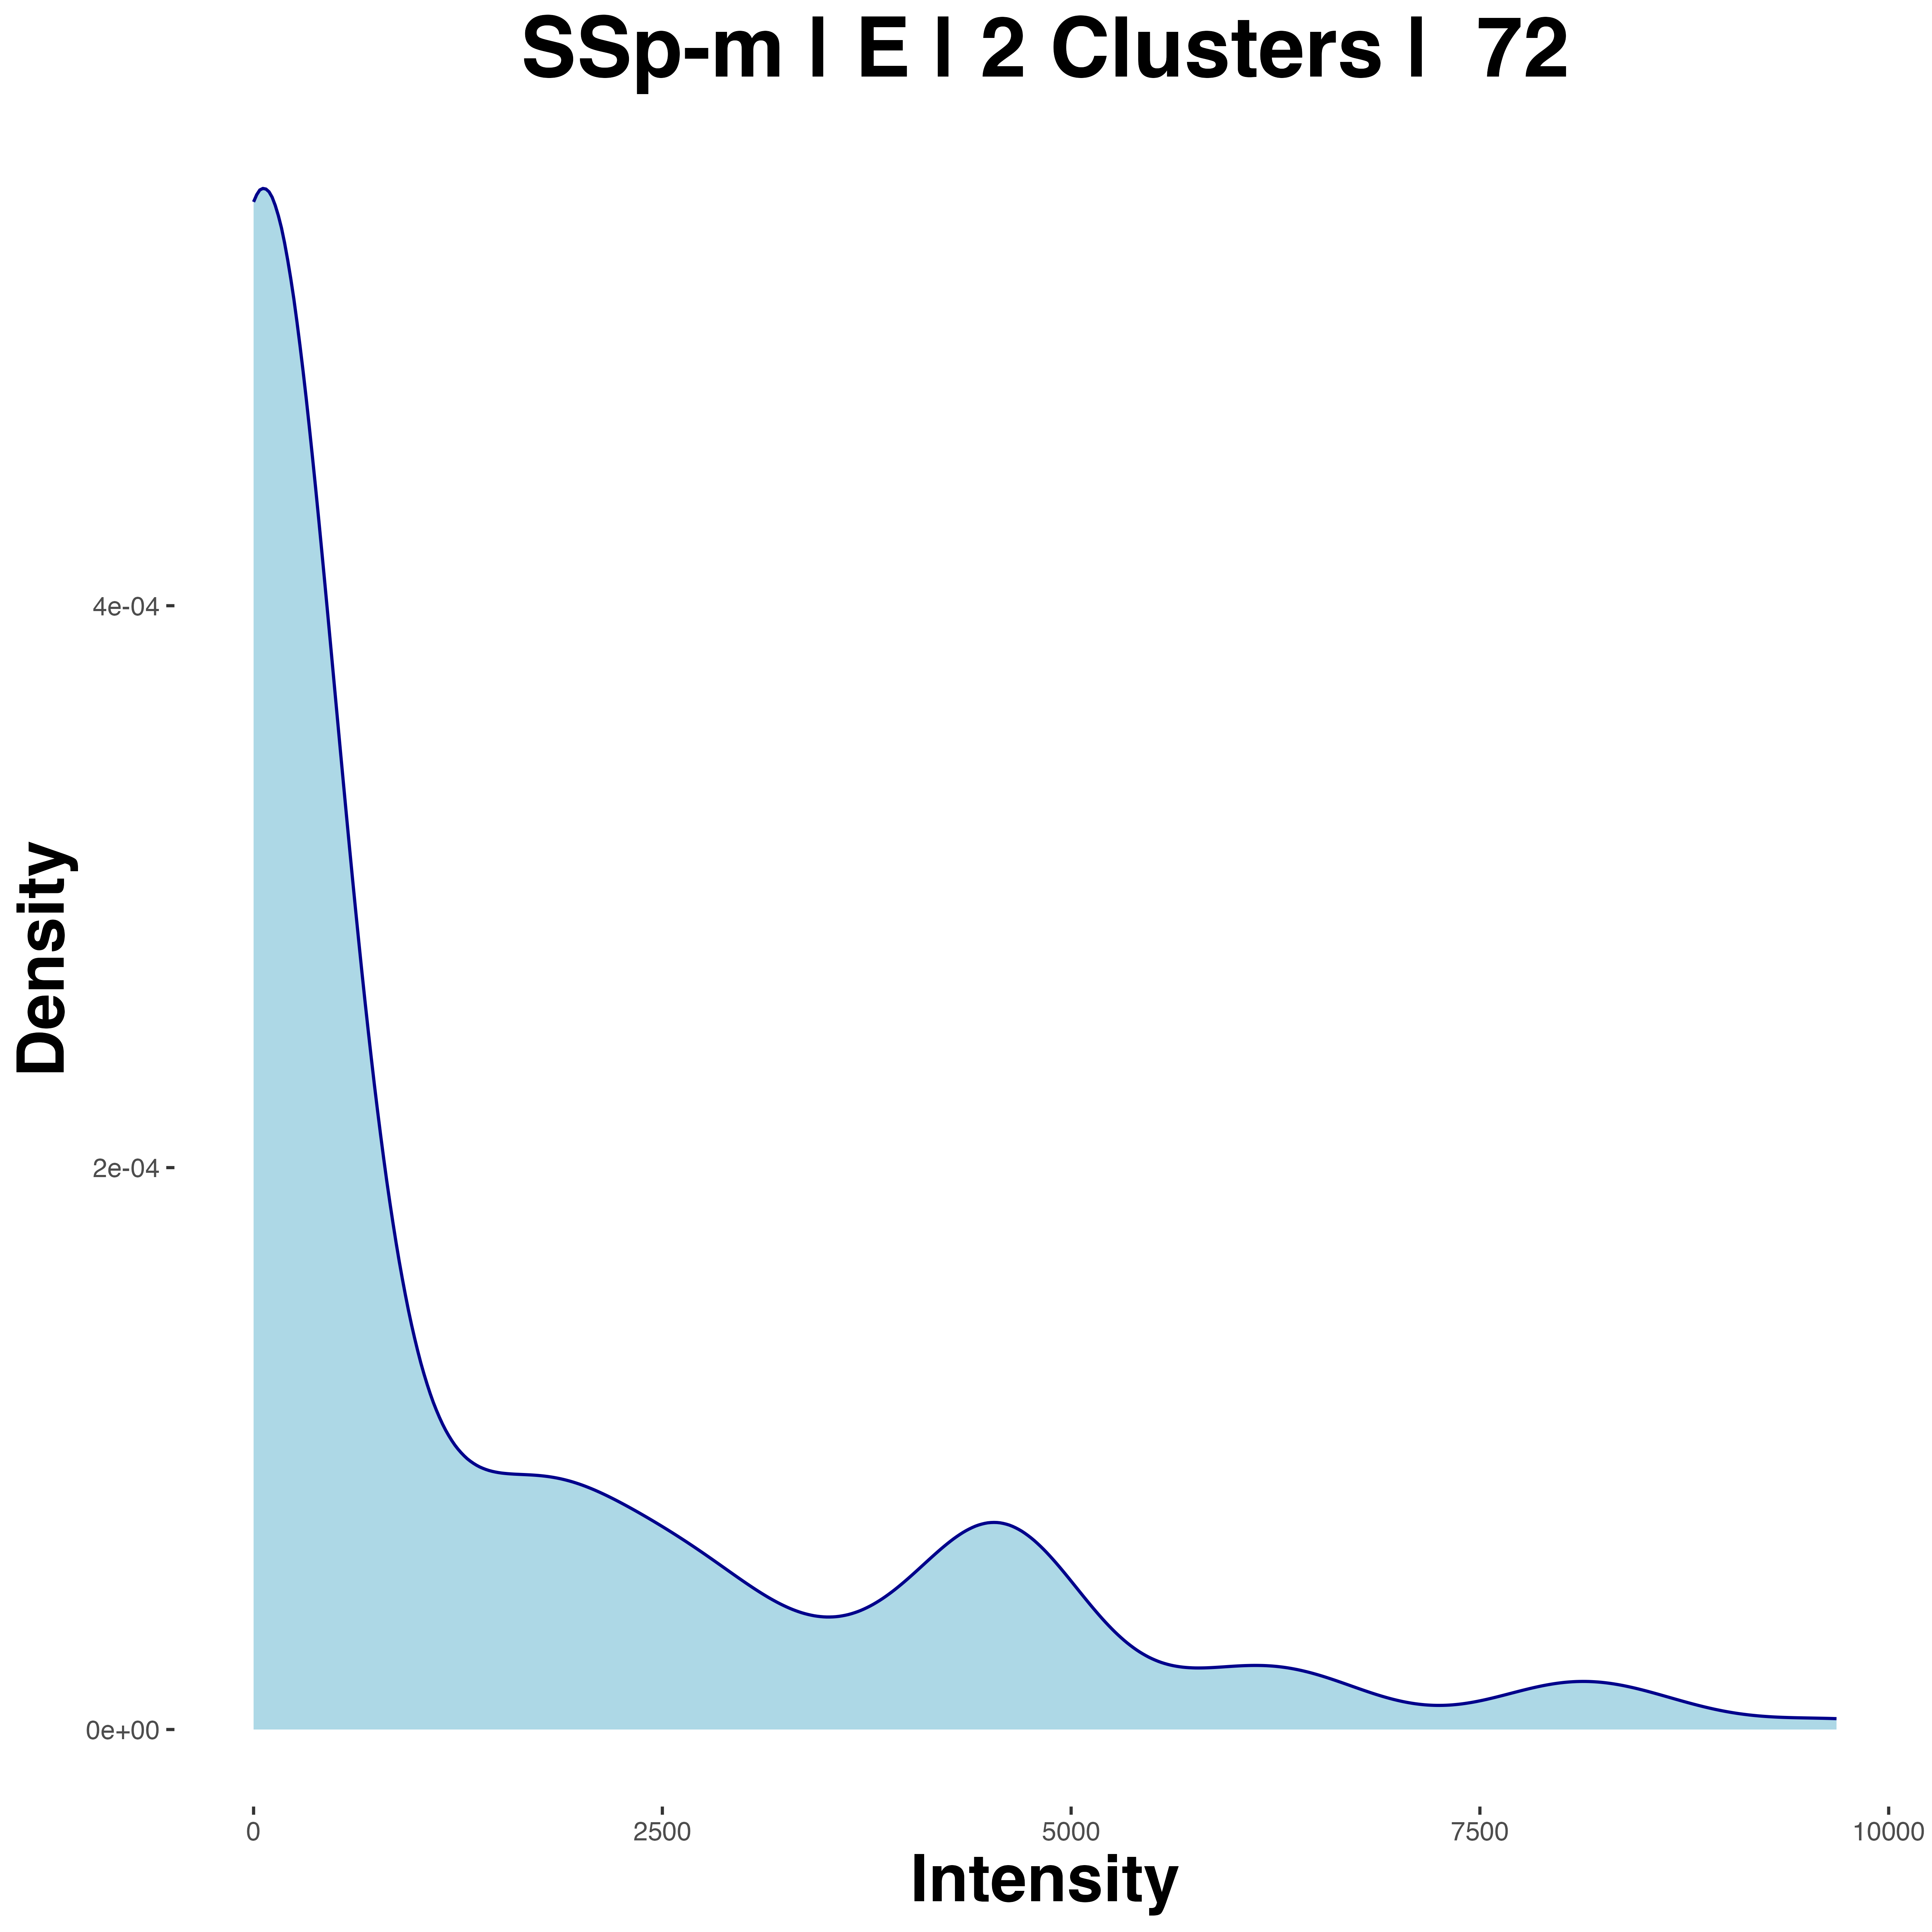 SSp-m | E | 2 Clusters | 72
Density
4e-04
2e-04
0e+00
0
2500
5000
7500
10000
Intensity